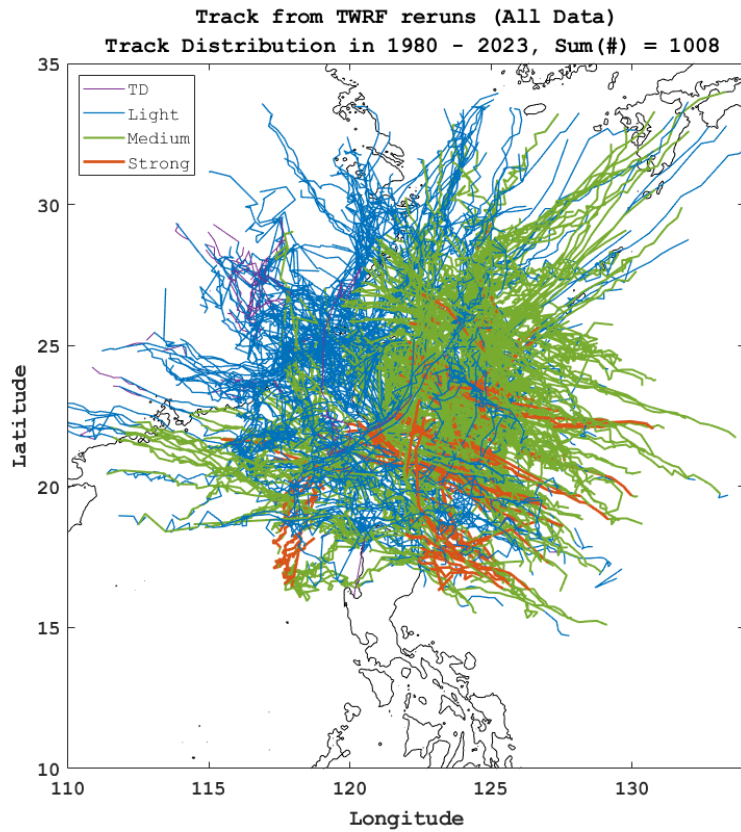 Track from TWRF reruns (All Data)
Track Distribution in 1980 - 2023, Sum(#) = 1008
35
TD
Light
Medium
Strong
30
25
Latitude
20
15
10
110
115
120
125
130
Longitude